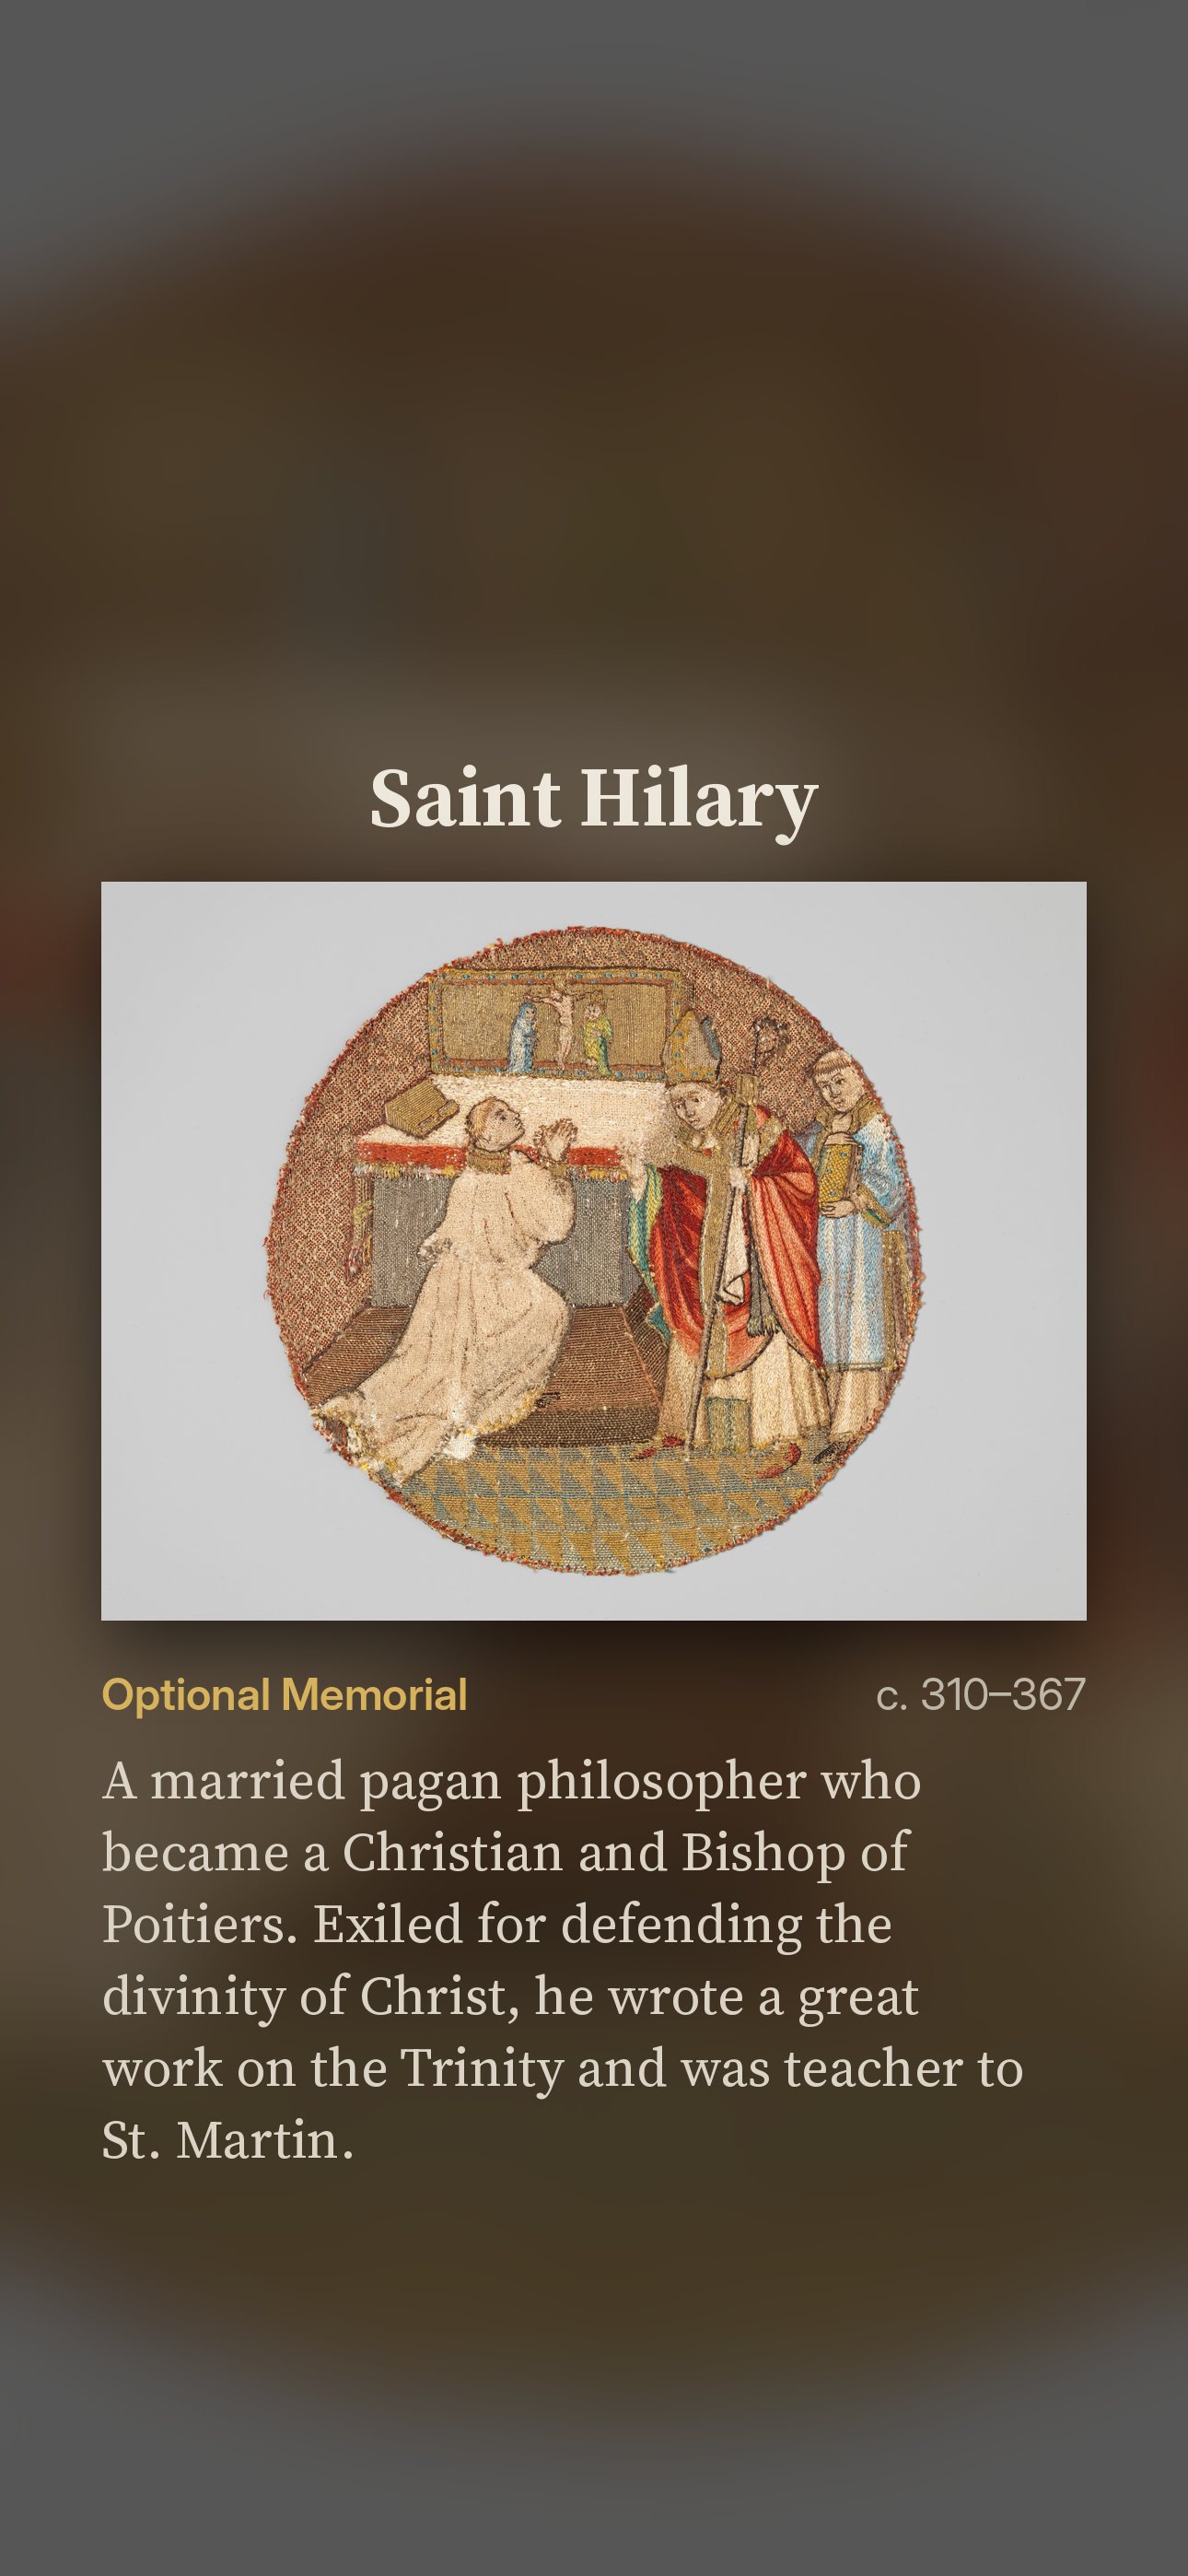 Saint Hilary
Optional Memorial
c. 310–367
A married pagan philosopher who
became a Christian and Bishop of
Poitiers. Exiled for defending the
divinity of Christ, he wrote a great
work on the Trinity and was teacher to
St. Martin.